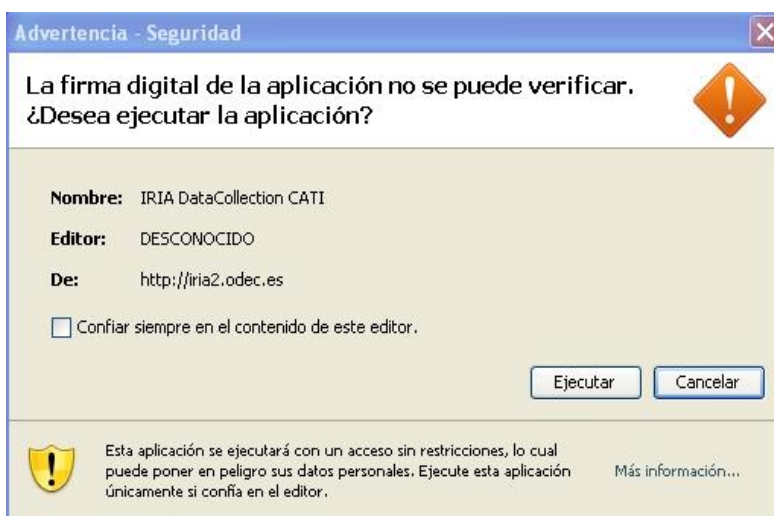 Advertencia - Seguridad
La firma digital de la aplicación no se puede verificar.
¿Desea ejecutar la aplicación?
Nombre: IRIA DataCollection CATI
Editor: DESCONOCIDO
De: http://iria2.odec.es
Confiar siempre en el contenido de este editor.
Ejecutar Cancelar
Esta aplicación se ejecutará con un acceso sin restricciones, lo cual
puede poner en peligro sus datos personales. Ejecute esta aplicación
únicamente si confía en el editor.
Más información...